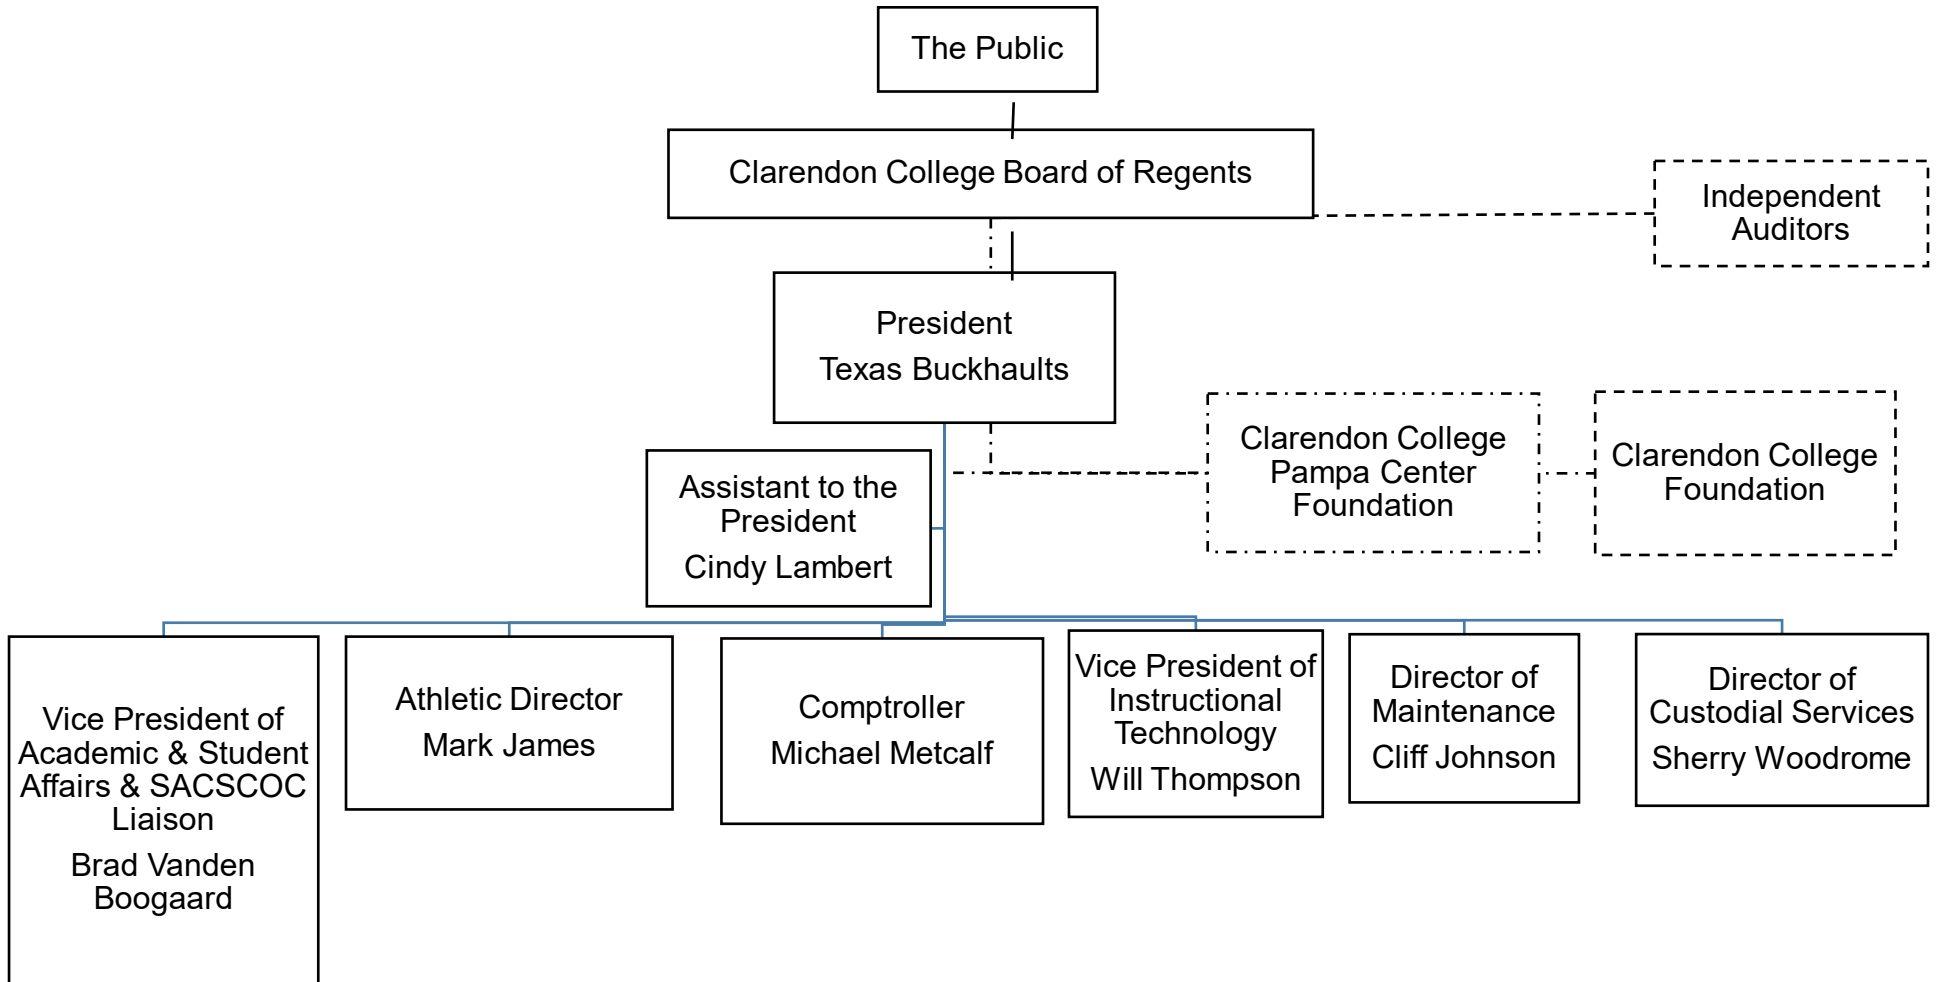 The Public
Clarendon College Board of Regents
Independent
Auditors
President
Texas Buckhaults
Assistant to the
President
Cindy Lambert
Clarendon College
Pampa Center
Foundation
Clarendon College
Foundation
Vice President of
Academic & Student
Affairs & SACSCOC
Liaison
Brad Vanden
Boogaard
Athletic Director
Mark James
Comptroller
Michael Metcalf
Vice President of
Instructional
Technology
Will Thompson
Director of
Maintenance
Cliff Johnson
Director of
Custodial Services
Sherry Woodrome